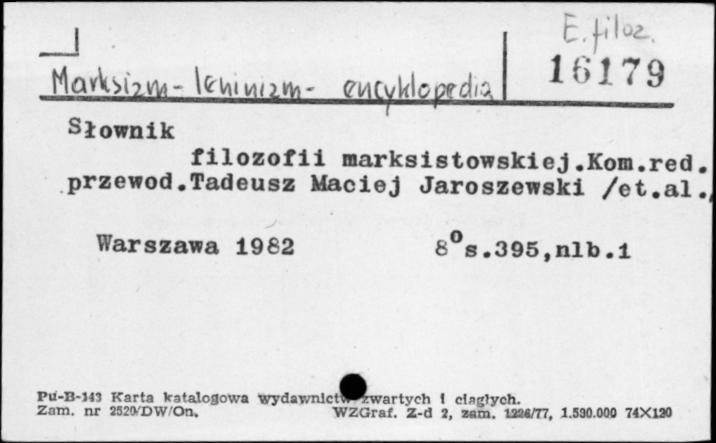 E. filoz.
16179
Marksizm - leninizm - encyklopedia
Słownik
filozofii marksistowskiej.Kom.red.
przewod.Tadeusz Maciej Jaroszewski /et.al.,
Warszawa 1982 8°s.395,nlb.1
Pu-B-143 Karta katalogowa wydawnictw zwartych i ciągłych.
Zam. nr 2520/DW/On. WZGraf. Z-d 2, zam. 1226/77, 1.530.000 74X120